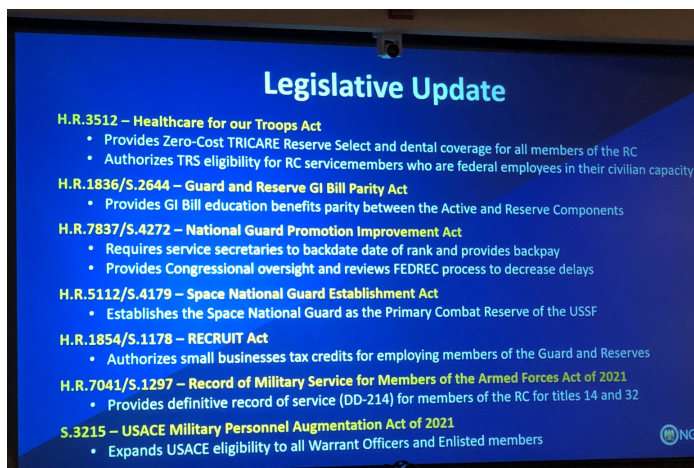 Legislative Update
H.R.3512 – Healthcare for our Troops Act
• Provides Zero-Cost TRICARE Reserve Select and dental coverage for all members of the RC
• Authorizes TRS eligibility for RC servicemembers who are federal employees in their civilian capacity
H.R.1836/S.2644 – Guard and Reserve GI Bill Parity Act
• Provides GI Bill education benefits parity between the Active and Reserve Components
H.R.7837/S.4272 – National Guard Promotion Improvement Act
• Requires service secretaries to backdate date of rank and provides backpay
• Provides Congressional oversight and reviews FEDREC process to decrease delays
H.R.5112/S.4179 – Space National Guard Establishment Act
• Establishes the Space National Guard as the Primary Combat Reserve of the USSF
H.R.1854/S.1178 – RECRUIT Act
• Authorizes small businesses tax credits for employing members of the Guard and Reserves
H.R.7041/S.1297 – Record of Military Service for Members of the Armed Forces Act of 2021
• Provides definitive record of service (DD-214) for members of the RC for titles 14 and 32
S.3215 – USACE Military Personnel Augmentation Act of 2021
• Expands USACE eligibility to all Warrant Officers and Enlisted members
NG